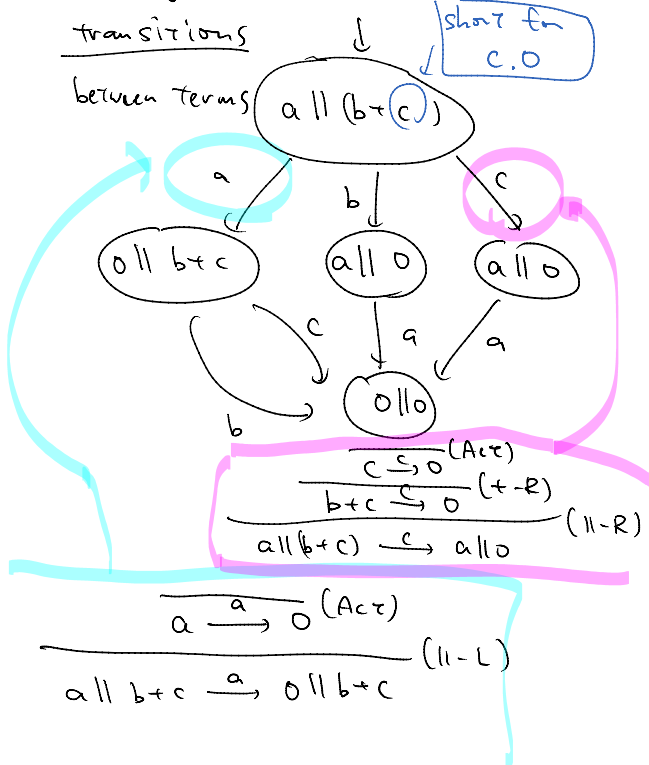 transitions
short for
c.0
between terms
a || (b+c)
a
b
c
0 || b+c
a || 0
a || 0
c
a
a
b
0||0
c -c-> 0 (Act)
b+c -c-> 0 (+-R)
a||(b+c) -c-> a||0 (||-R)
a -a-> 0 (Act)
a || b+c -a-> 0 || b+c (||-L)